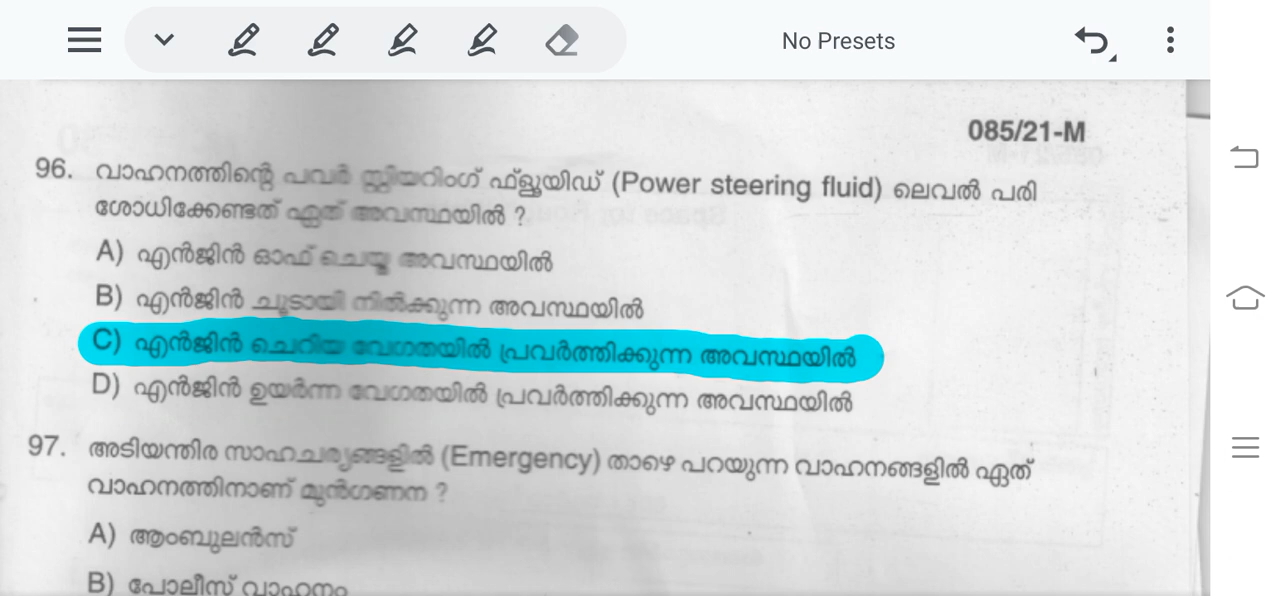 No Presets
085/21-M
96. വാഹനത്തിന്റെ പവർ സ്റ്റിയറിംഗ് ഫ്ളൂയിഡ് (Power steering fluid) ലെവൽ പരി
ശോധിക്കേണ്ടത് ഏത് അവസ്ഥയിൽ ?
A) എൻജിൻ ഓഫ് ചെയ്ത അവസ്ഥയിൽ
B) എൻജിൻ ചൂടായി നിൽക്കുന്ന അവസ്ഥയിൽ
C) എൻജിൻ ചെറിയ വേഗതയിൽ പ്രവർത്തിക്കുന്ന അവസ്ഥയിൽ
D) എൻജിൻ ഉയർന്ന വേഗതയിൽ പ്രവർത്തിക്കുന്ന അവസ്ഥയിൽ
97. അടിയന്തിര സാഹചര്യങ്ങളിൽ (Emergency) താഴെ പറയുന്ന വാഹനങ്ങളിൽ ഏത്
വാഹനത്തിനാണ് മുൻഗണന ?
A) ആംബുലൻസ്
B) പോലീസ് വാഹനം